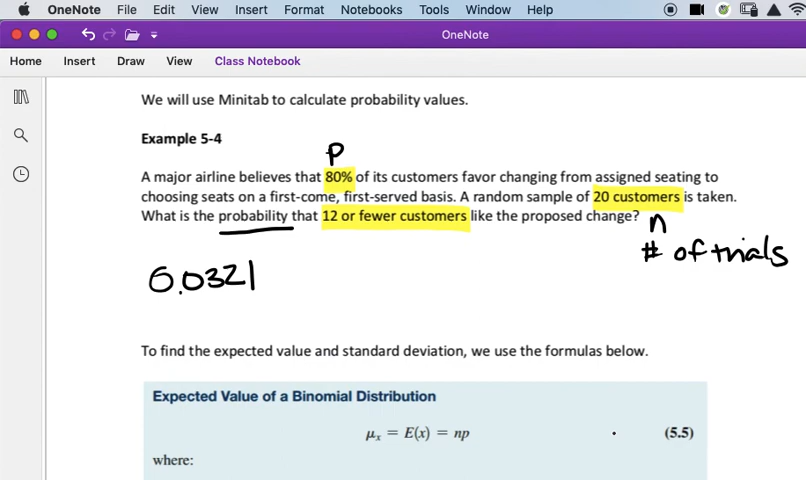 OneNote File Edit View Insert Format Notebooks Tools Window Help
OneNote
Home Insert Draw View Class Notebook
We will use Minitab to calculate probability values.
Example 5-4
p
A major airline believes that 80% of its customers favor changing from assigned seating to
choosing seats on a first-come, first-served basis. A random sample of 20 customers is taken.
What is the probability that 12 or fewer customers like the proposed change?
n
# of trials
0.0321
To find the expected value and standard deviation, we use the formulas below.
Expected Value of a Binomial Distribution
μₓ = E(x) = np (5.5)
where: